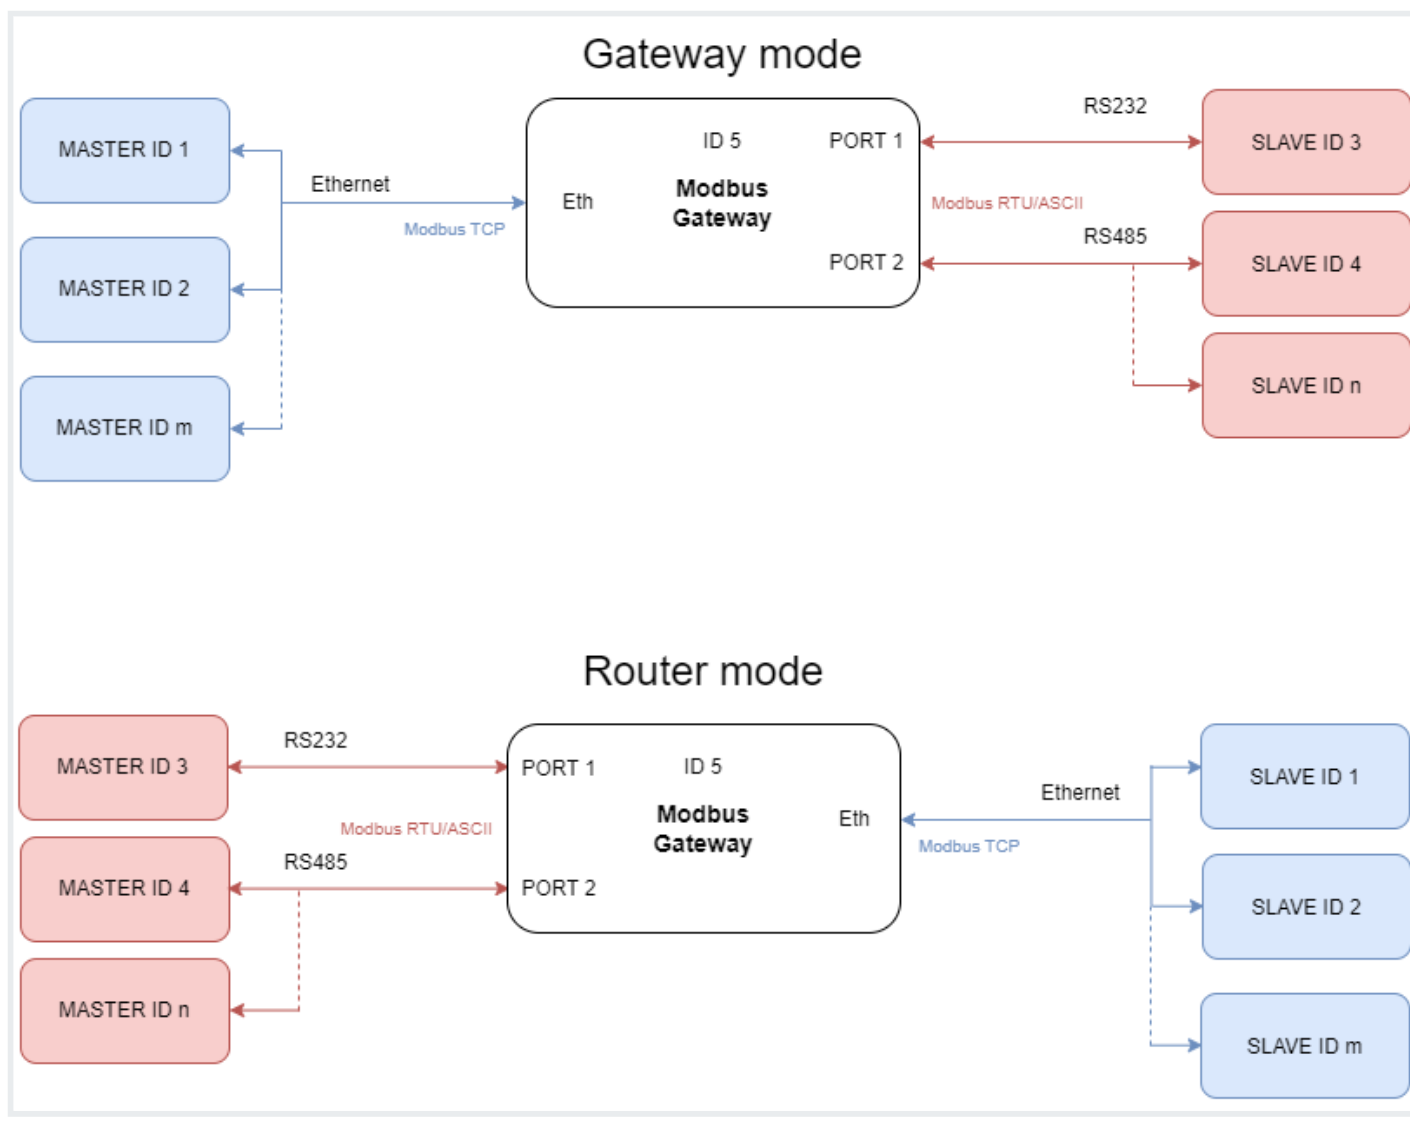 Gateway mode
MASTER ID 1
MASTER ID 2
MASTER ID m
Ethernet
Modbus TCP
Eth
ID 5
Modbus
Gateway
PORT 1
PORT 2
RS232
Modbus RTU/ASCII
RS485
SLAVE ID 3
SLAVE ID 4
SLAVE ID n
Router mode
MASTER ID 3
MASTER ID 4
MASTER ID n
RS232
Modbus RTU/ASCII
RS485
PORT 1
PORT 2
ID 5
Modbus
Gateway
Eth
Ethernet
Modbus TCP
SLAVE ID 1
SLAVE ID 2
SLAVE ID m